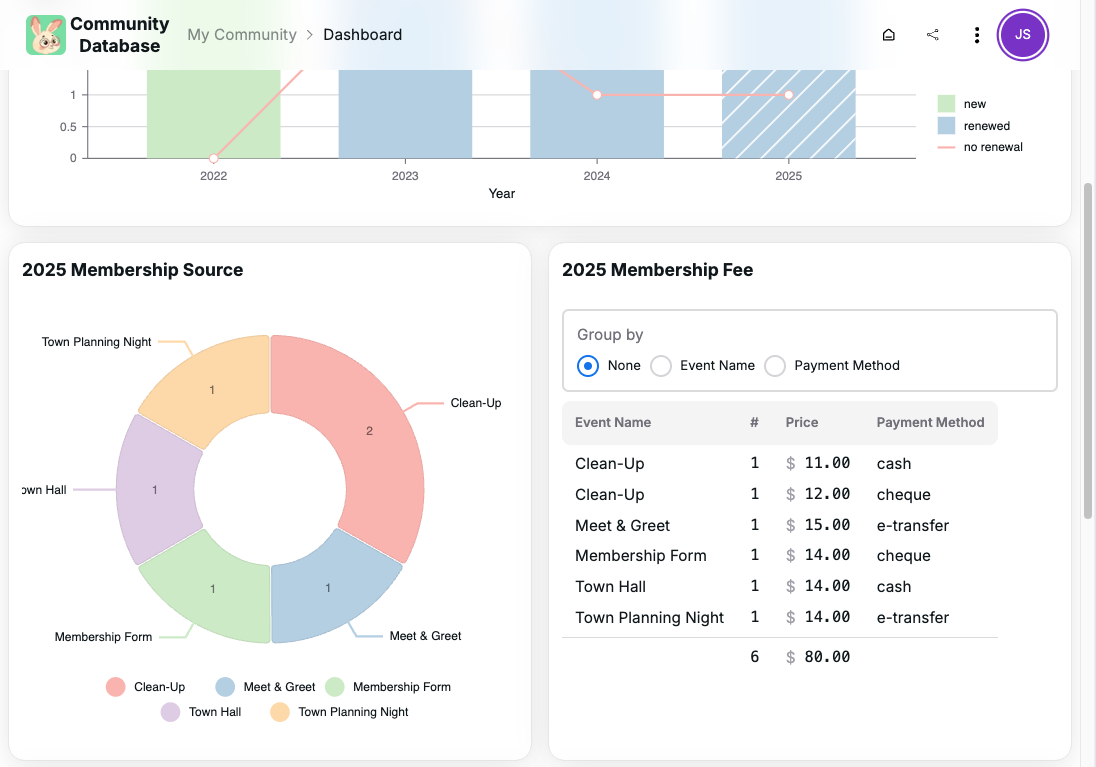 Community
Database
My Community > Dashboard
JS
1
0.5
0
2022 2023 2024 2025
Year
new
renewed
no renewal
2025 Membership Source
Town Planning Night
1
Clean-Up
2
own Hall
1
1
1
Membership Form
Meet & Greet
Clean-Up Meet & Greet Membership Form
Town Hall Town Planning Night
2025 Membership Fee
Group by
None Event Name Payment Method
Event Name # Price Payment Method
Clean-Up 1 $ 11.00 cash
Clean-Up 1 $ 12.00 cheque
Meet & Greet 1 $ 15.00 e-transfer
Membership Form 1 $ 14.00 cheque
Town Hall 1 $ 14.00 cash
Town Planning Night 1 $ 14.00 e-transfer
6 $ 80.00